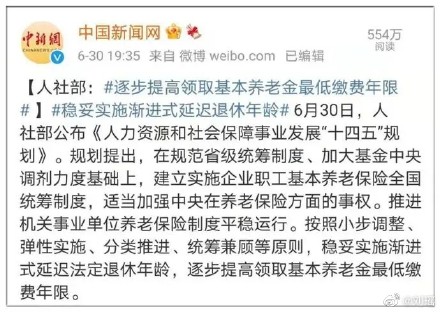 中新網
CHINANEWS
中国新闻网
554万
6-30 19:35 来自 微博 weibo.com 已编辑
阅读
【人社部：#逐步提高领取基本养老金最低缴费年限
# 】#稳妥实施渐进式延迟退休年龄# 6月30日，人
社部公布《人力资源和社会保障事业发展“十四五”规
划》。规划提出，在规范省级统筹制度、加大基金中央
调剂力度基础上，建立实施企业职工基本养老保险全国
统筹制度，适当加强中央在养老保险方面的事权。推进
机关事业单位养老保险制度平稳运行。按照小步调整、
弹性实施、分类推进、统筹兼顾等原则，稳妥实施渐进
式延迟法定退休年龄，逐步提高领取基本养老金最低
缴费年限。